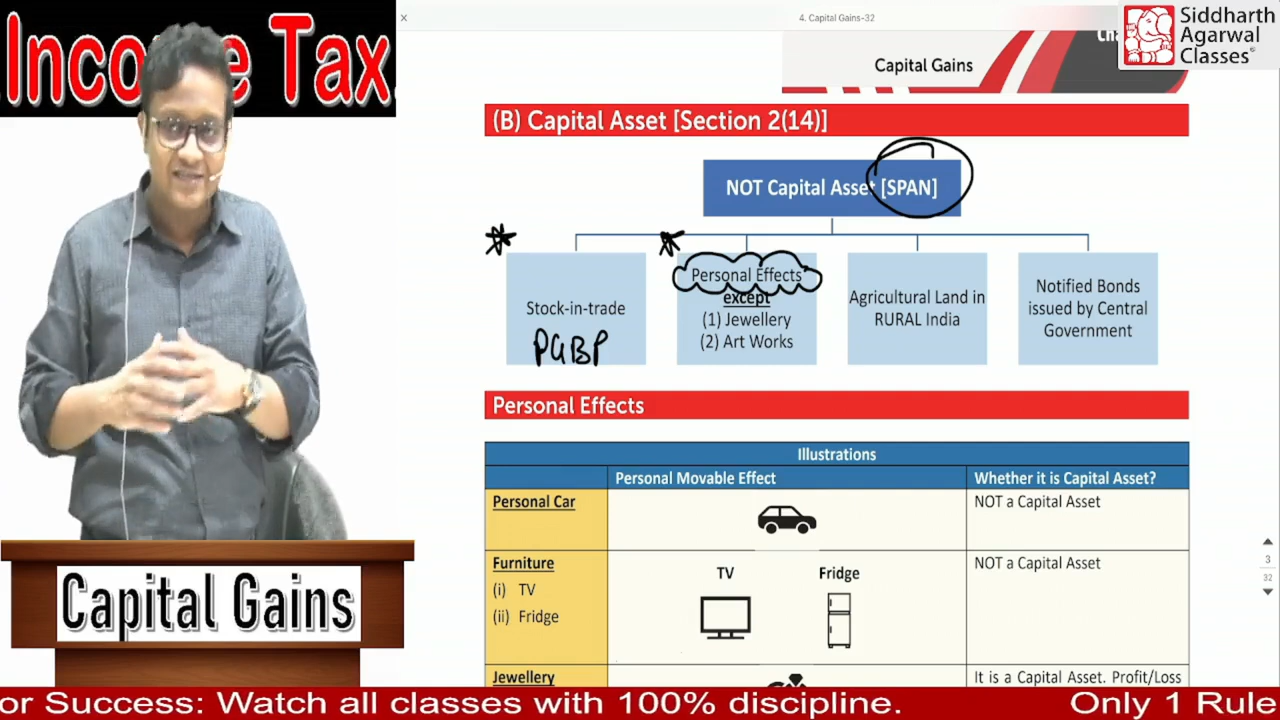 Income Tax.
×
4. Capital Gains-32
Capital Gains
Siddharth
Agarwal
Classes
(B) Capital Asset [Section 2(14)]
NOT Capital Asset [SPAN]
Stock-in-trade
PGBP
Personal Effects
except
(1) Jewellery
(2) Art Works
Agricultural Land in
RURAL India
Notified Bonds
issued by Central
Government
Personal Effects
Illustrations
Personal Movable Effect
Whether it is Capital Asset?
Personal Car
NOT a Capital Asset
Furniture
(i) TV
(ii) Fridge
TV
Fridge
NOT a Capital Asset
Jewellery
It is a Capital Asset. Profit/Loss
3
32
Capital Gains
or Success: Watch all classes with 100% discipline.
Only 1 Rule